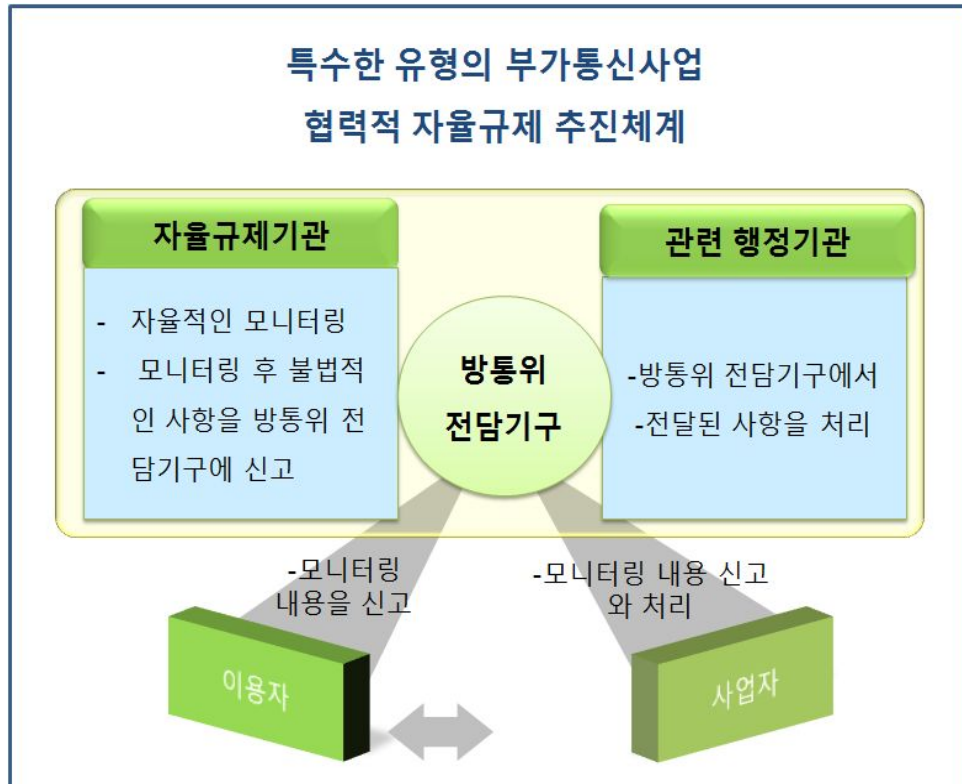 특수한 유형의 부가통신사업
협력적 자율규제 추진체계
자율규제기관
- 자율적인 모니터링
- 모니터링 후 불법적
인 사항을 방통위 전
담기구에 신고
방통위
전담기구
관련 행정기관
-방통위 전담기구에서
-전달된 사항을 처리
-모니터링
내용을 신고
-모니터링 내용 신고
와 처리
이용자
사업자